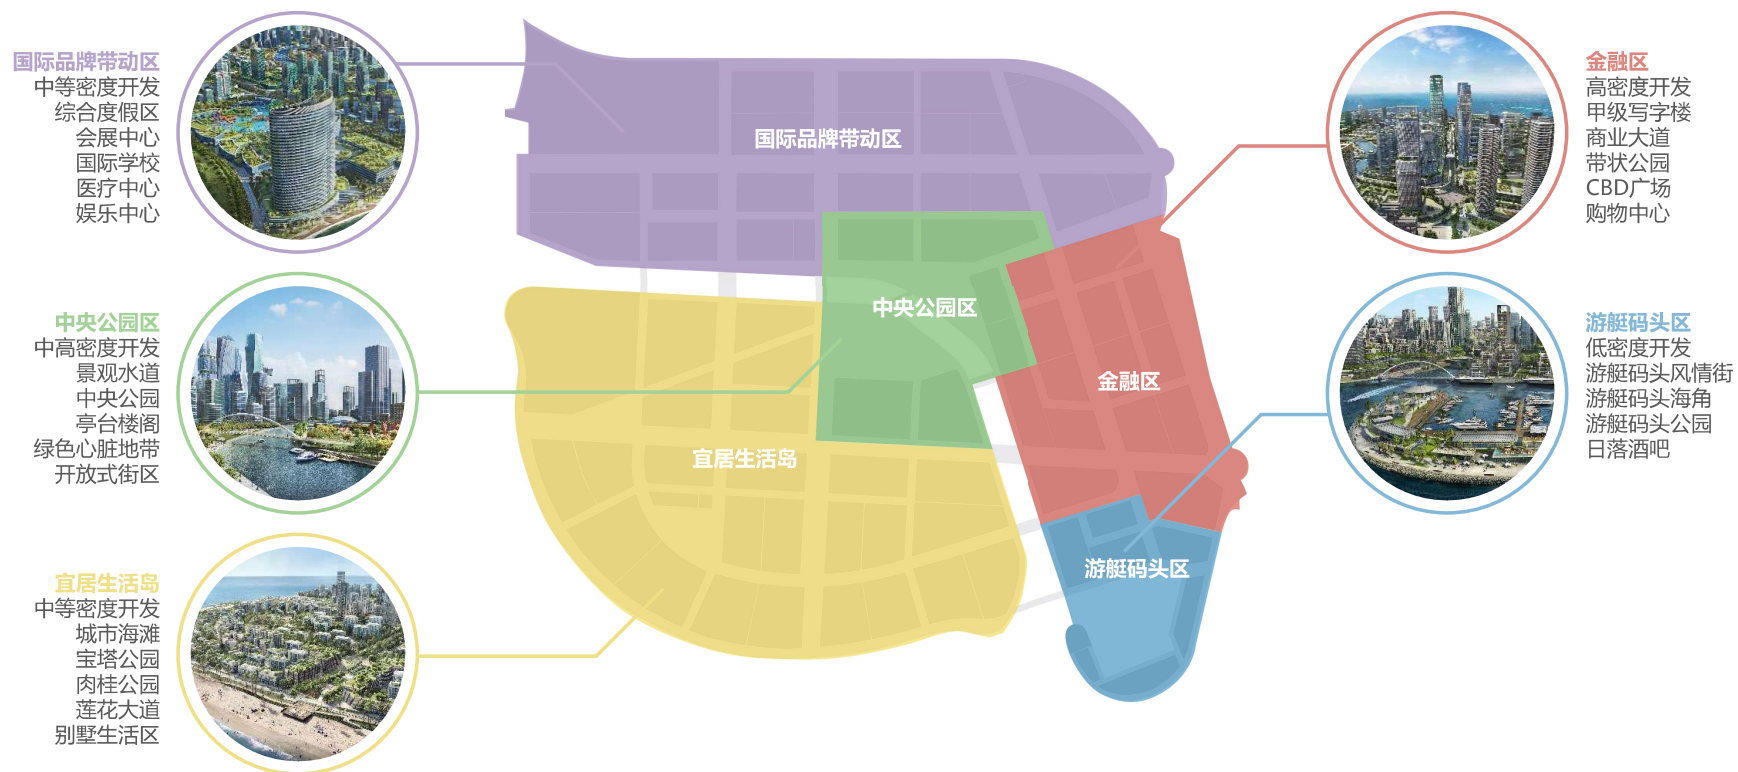 国际品牌带动区
中等密度开发
综合度假区
会展中心
国际学校
医疗中心
娱乐中心
中央公园区
中高密度开发
景观水道
中央公园
亭台楼阁
绿色心脏地带
开放式街区
宜居生活岛
中等密度开发
城市海滩
宝塔公园
肉桂公园
莲花大道
别墅生活区
国际品牌带动区
中央公园区
金融区
宜居生活岛
游艇码头区
金融区
高密度开发
甲级写字楼
商业大道
带状公园
CBD广场
购物中心
游艇码头区
低密度开发
游艇码头风情街
游艇码头海角
游艇码头公园
日落酒吧